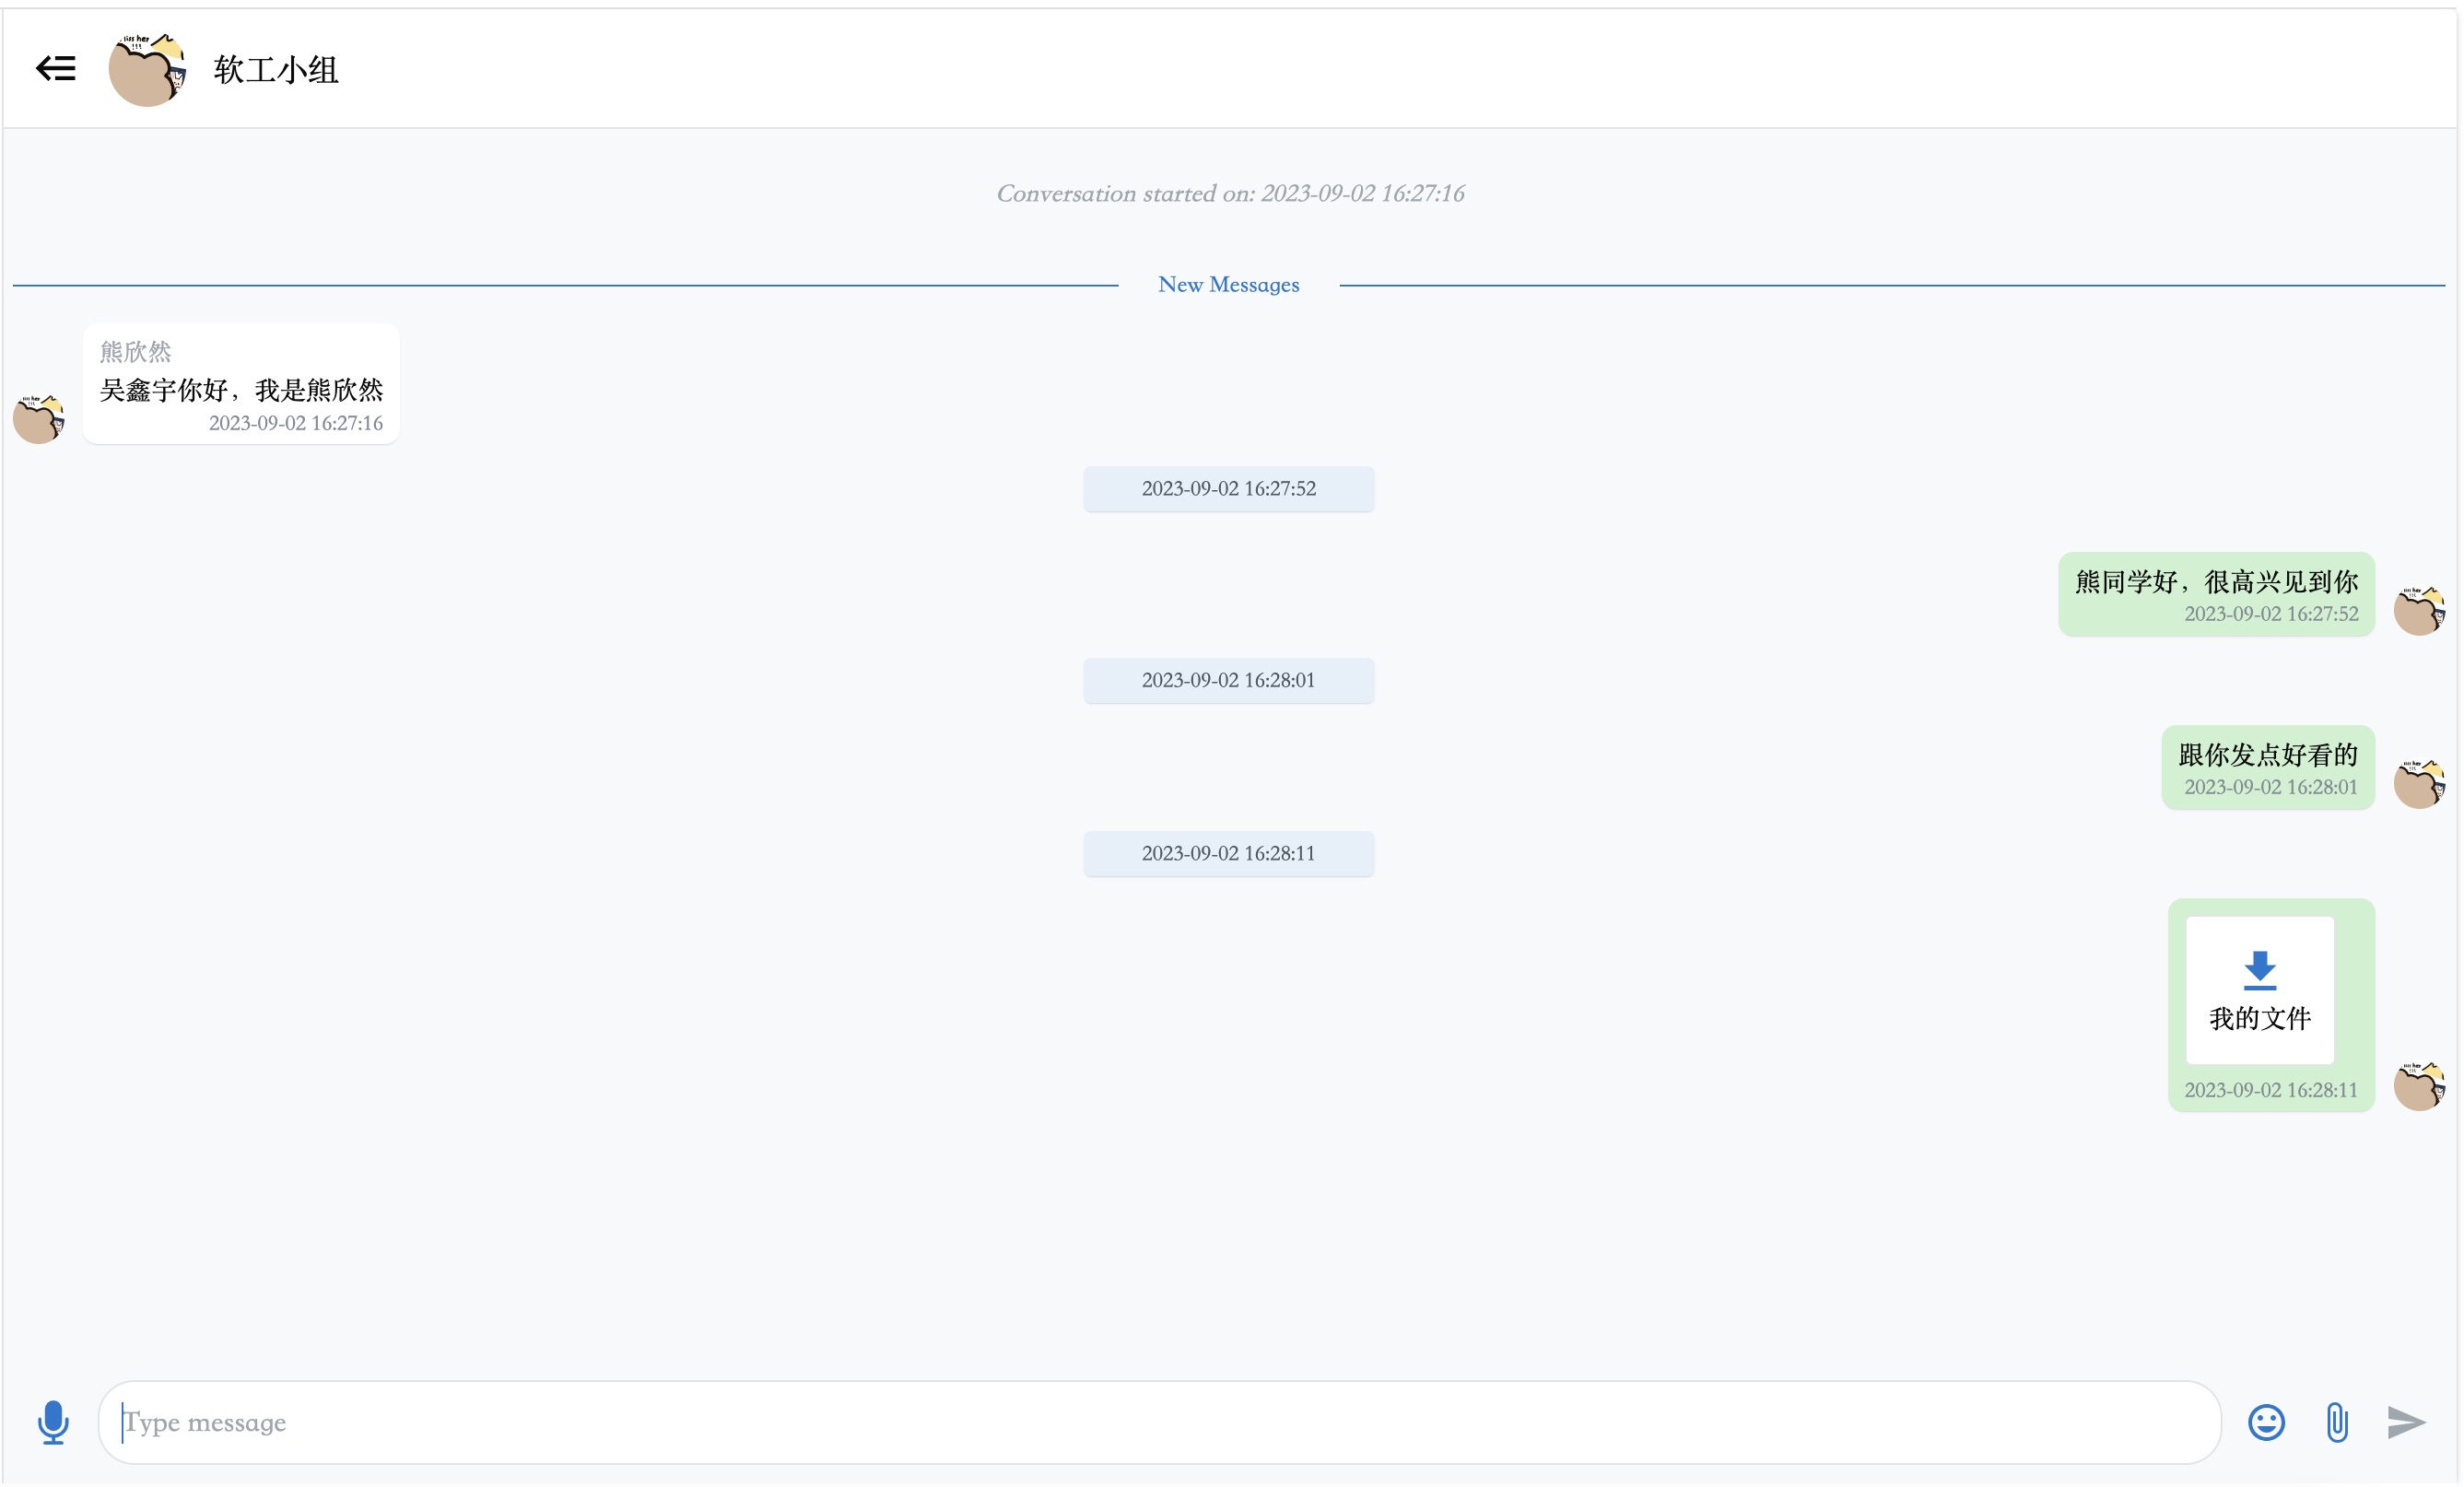 软工小组
Conversation started on: 2023-09-02 16:27:16
New Messages
熊欣然
吴鑫宇你好，我是熊欣然
2023-09-02 16:27:16
2023-09-02 16:27:52
熊同学好，很高兴见到你
2023-09-02 16:27:52
2023-09-02 16:28:01
跟你发点好看的
2023-09-02 16:28:01
2023-09-02 16:28:11
我的文件
2023-09-02 16:28:11
Type message